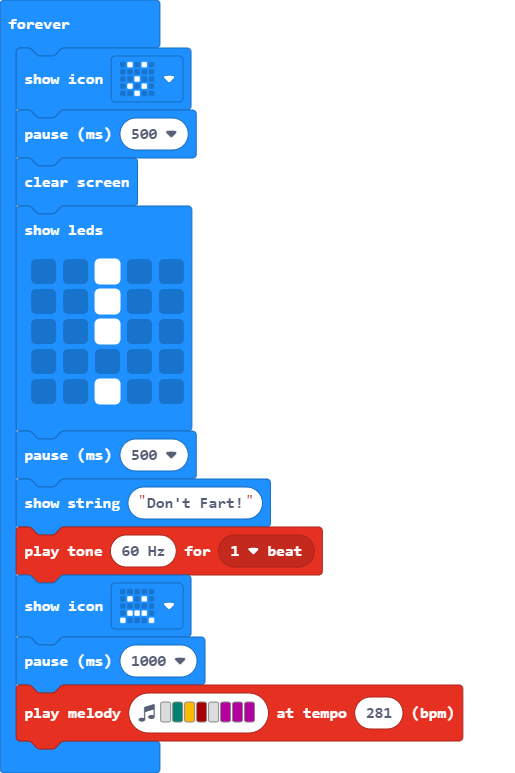 forever
show icon
pause (ms) 500
clear screen
show leds
pause (ms) 500
show string "Don't Fart!"
play tone 60 Hz for 1 beat
show icon
pause (ms) 1000
play melody at tempo 281 (bpm)